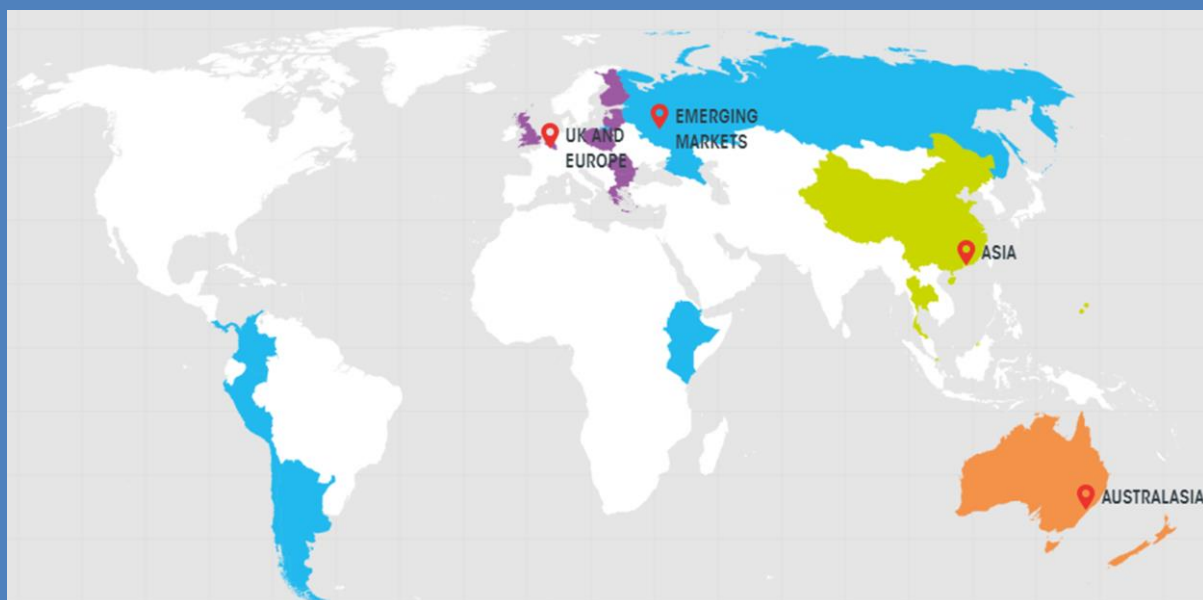 EMERGING
MARKETS
UK AND
EUROPE
ASIA
AUSTRALASIA